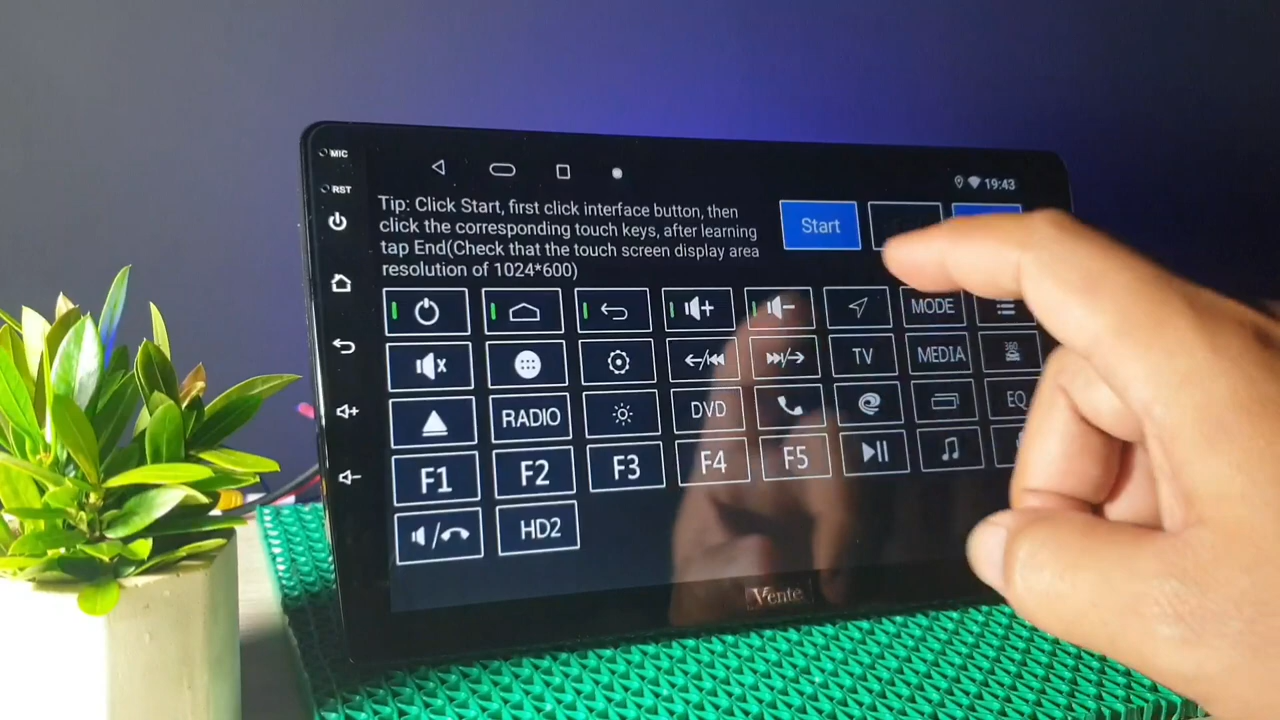 MIC
RST
19:43
Tip: Click Start, first click interface button, then
click the corresponding touch keys, after learning
tap End(Check that the touch screen display area
resolution of 1024*600)
Start
MODE
TV
MEDIA
360
RADIO
DVD
EQ
F1
F2
F3
F4
F5
HD2
Vente